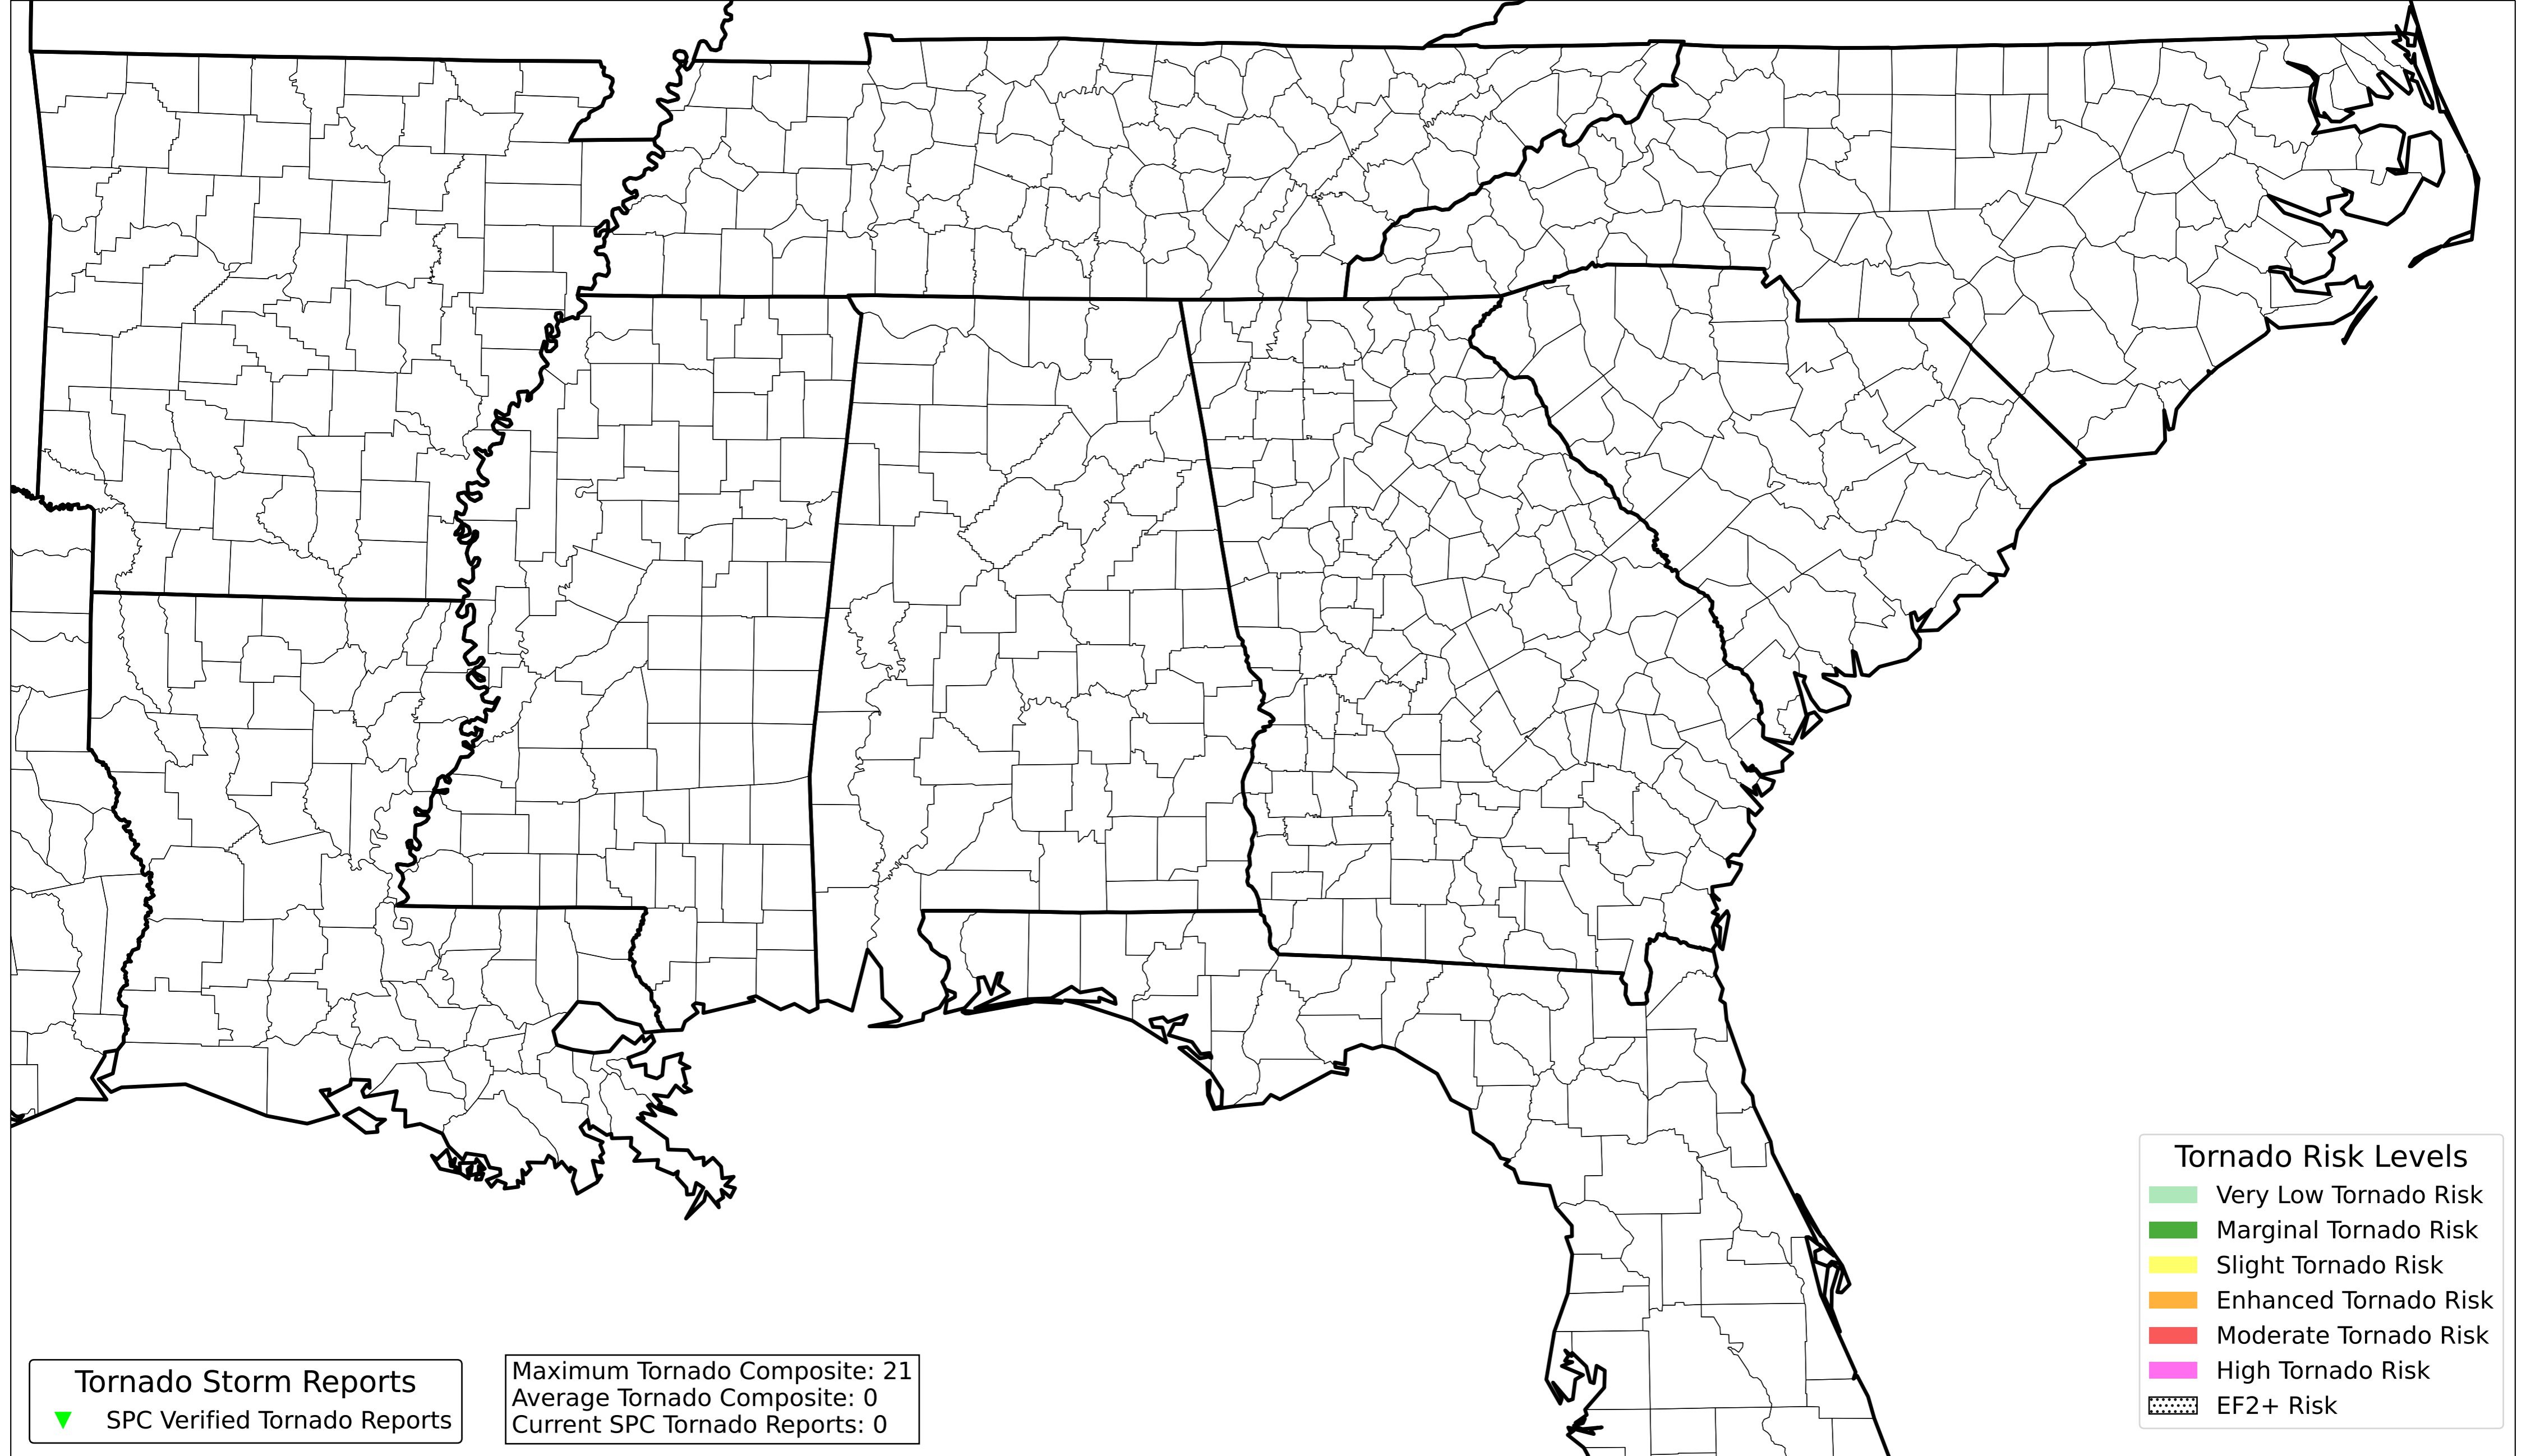 Tornado Risk Levels
Very Low Tornado Risk
Marginal Tornado Risk
Slight Tornado Risk
Enhanced Tornado Risk
Moderate Tornado Risk
High Tornado Risk
EF2+ Risk
Tornado Storm Reports
SPC Verified Tornado Reports
Maximum Tornado Composite: 21
Average Tornado Composite: 0
Current SPC Tornado Reports: 0